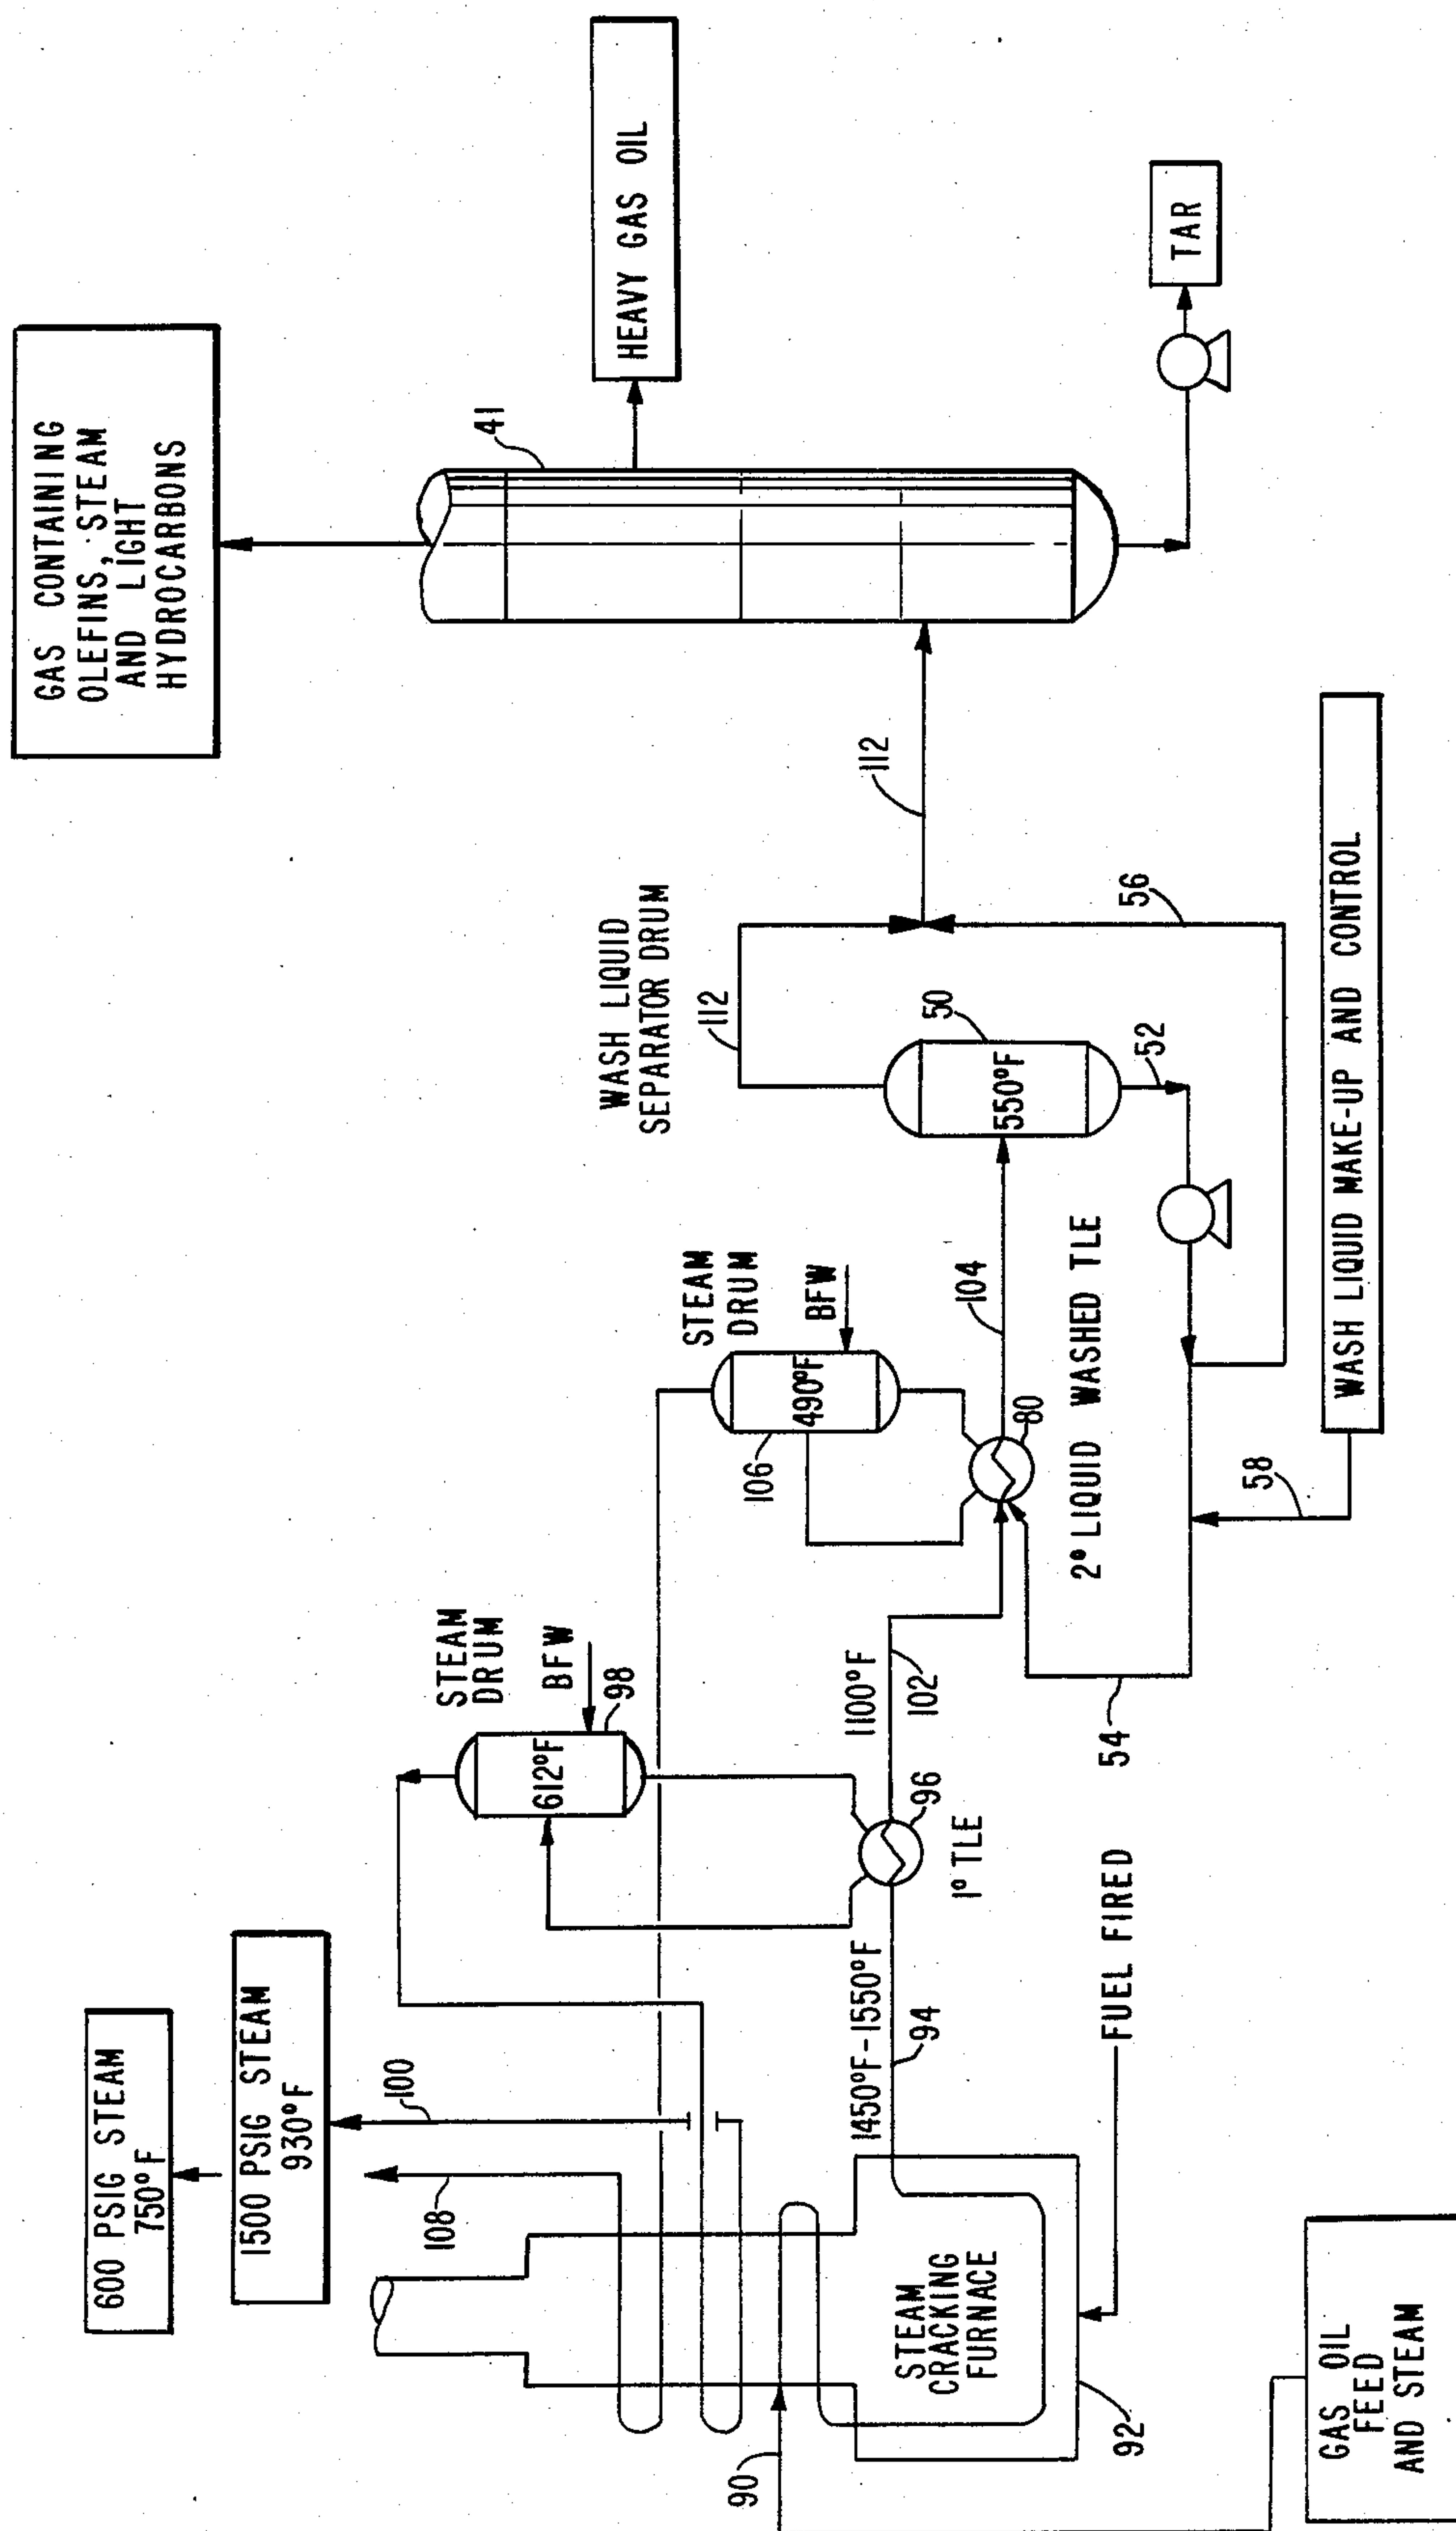 GAS CONTAINING
OLEFINS, STEAM
AND LIGHT
HYDROCARBONS
HEAVY GAS OIL
41
TAR
112
WASH LIQUID
SEPARATOR DRUM
112
56
50
550°F
52
WASH LIQUID MAKE-UP AND CONTROL
STEAM
DRUM
BFW
490°F
106
104
80
2° LIQUID WASHED TLE
58
54
STEAM
DRUM
BFW
98
612°F
1100°F
102
96
1° TLE
600 PSIG STEAM
750°F
1500 PSIG STEAM
930°F
100
108
1450°F-1550°F
94
FUEL FIRED
STEAM
CRACKING
FURNACE
92
90
GAS OIL
FEED
AND STEAM